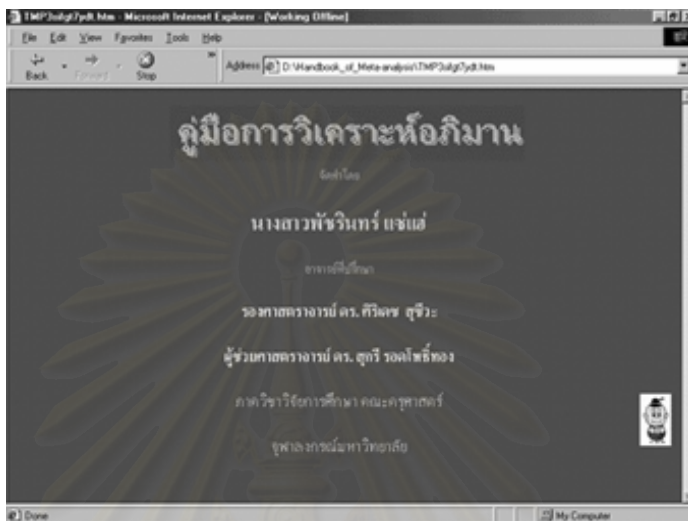 TMP3sifgt7ydt.htm - Microsoft Internet Explorer - [Working Offline]
File Edit View Favorites Tools Help
Back Forward Stop
Address D:\Handbook_of_Meta-analysis\TMP3sifgt7ydt.htm
คู่มือการวิเคราะห์อภิมาน
จัดทำโดย
นางสาวพัชรินทร์ แซ่แฮ่
อาจารย์ที่ปรึกษา
รองศาสตราจารย์ ดร. ศิริเดช สุชีวะ
ผู้ช่วยศาสตราจารย์ ดร. สุกรี รอดโพธิ์ทอง
ภาควิชาวิจัยการศึกษา คณะครุศาสตร์
จุฬาลงกรณ์มหาวิทยาลัย
Done My Computer